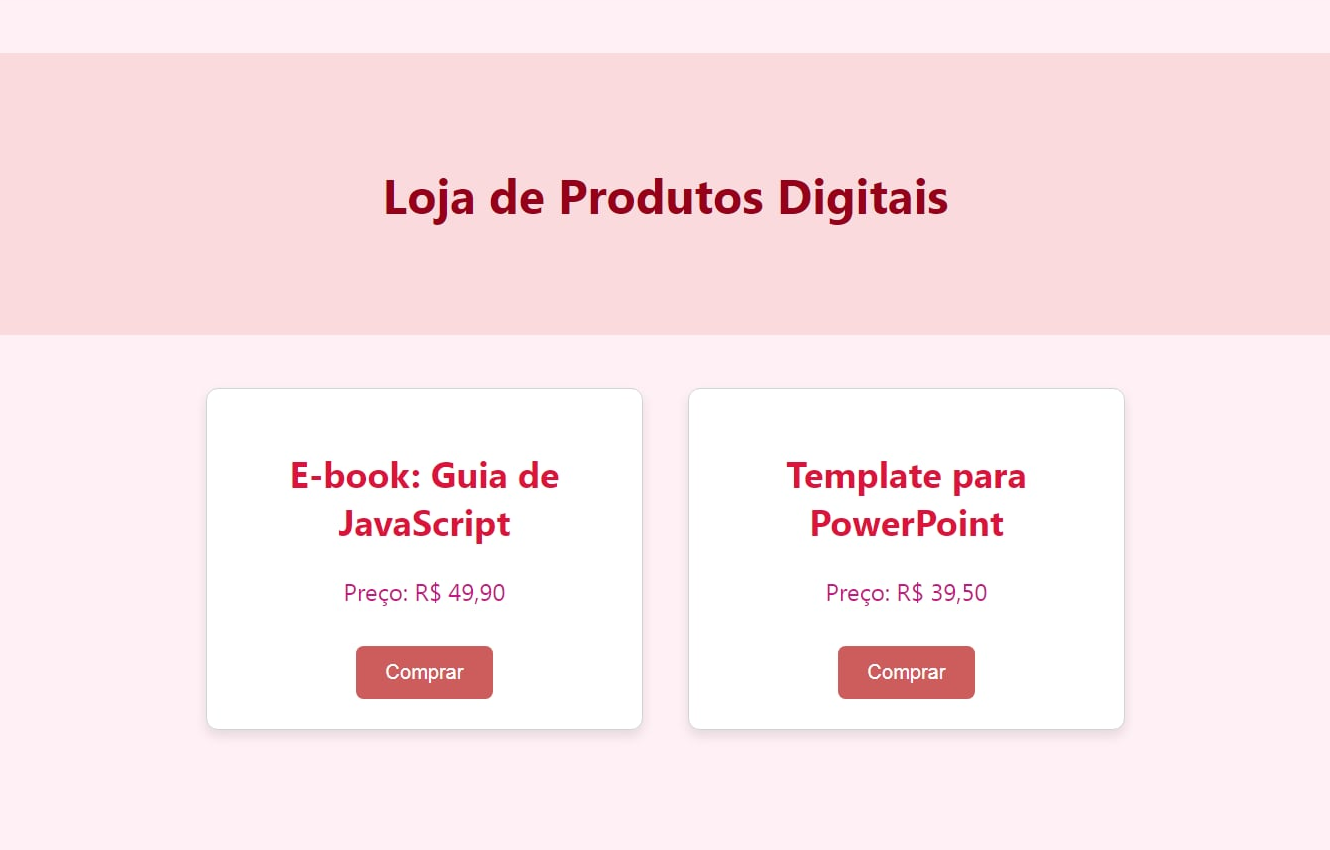 Loja de Produtos Digitais
E-book: Guia de
JavaScript
Preço: R$ 49,90
Comprar
Template para
PowerPoint
Preço: R$ 39,50
Comprar